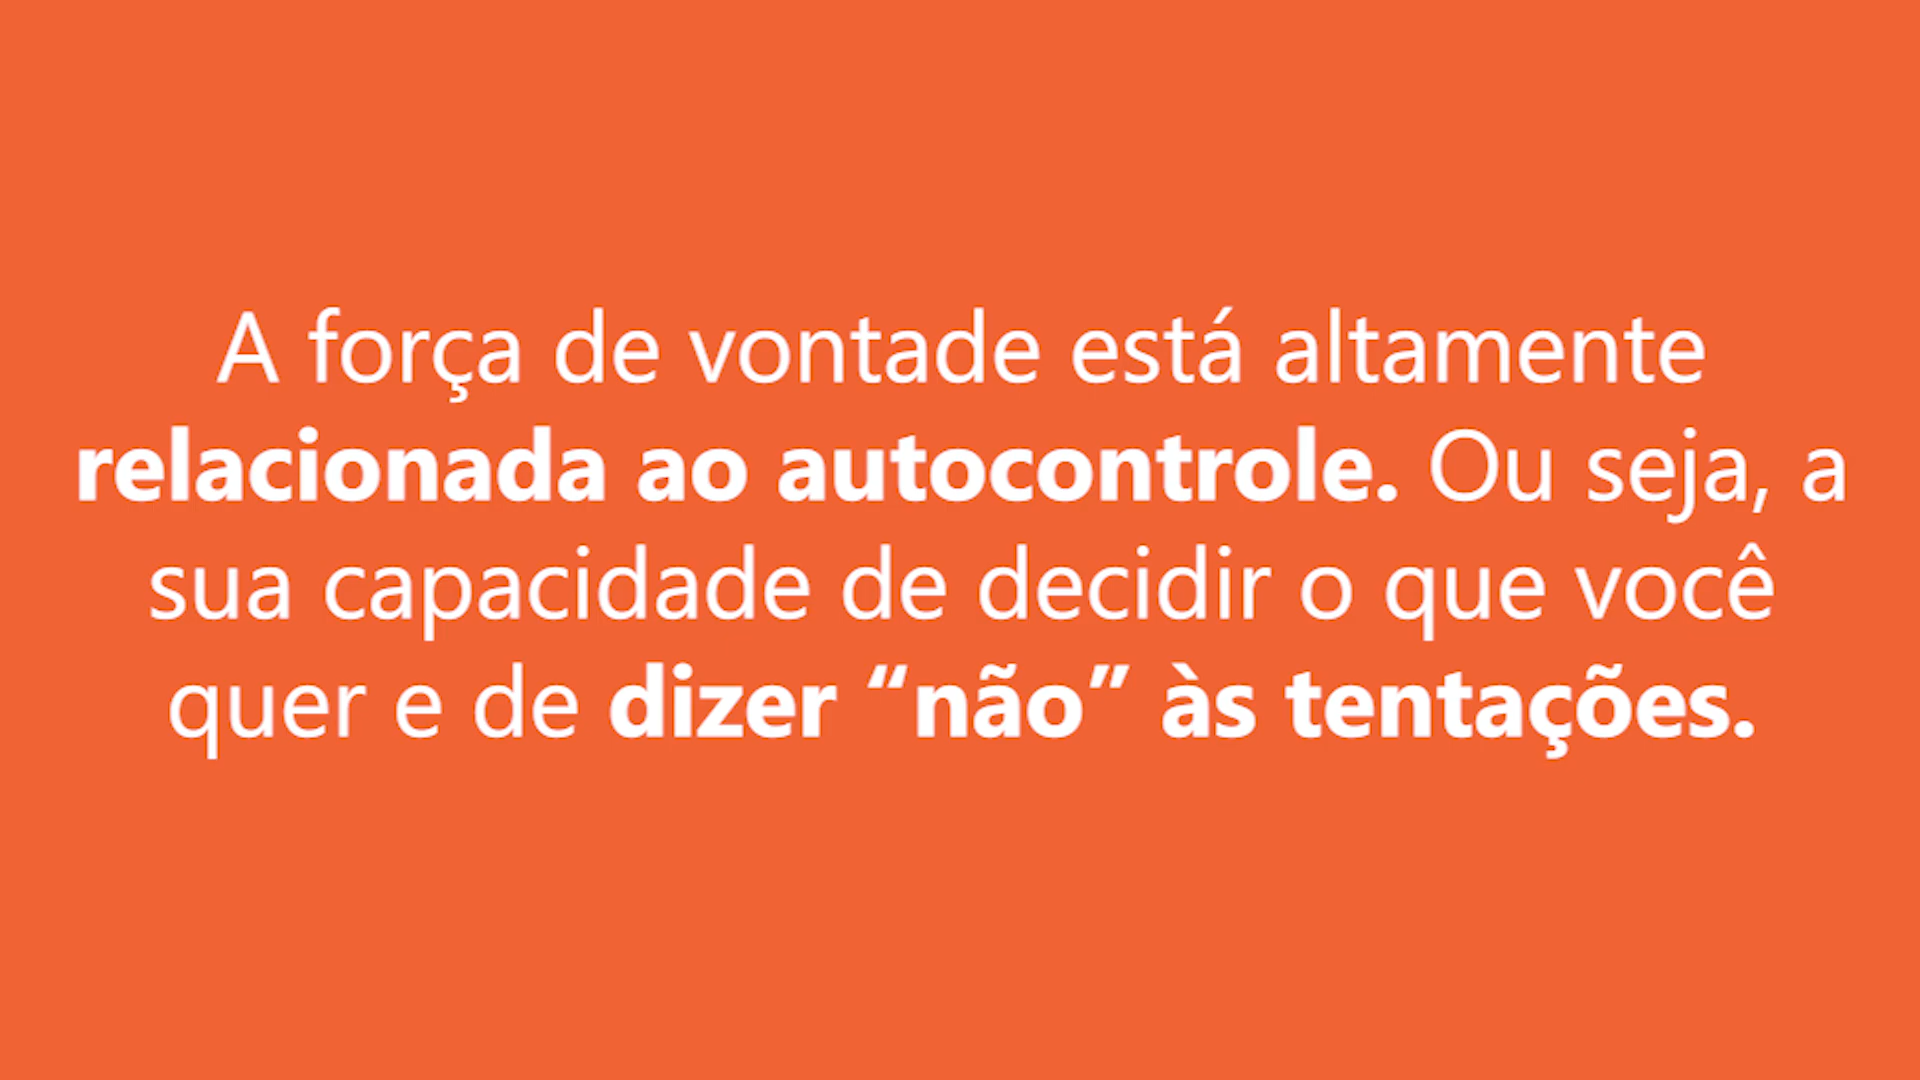 A força de vontade está altamente
relacionada ao autocontrole. Ou seja, a
sua capacidade de decidir o que você
quer e de dizer “não” às tentações.